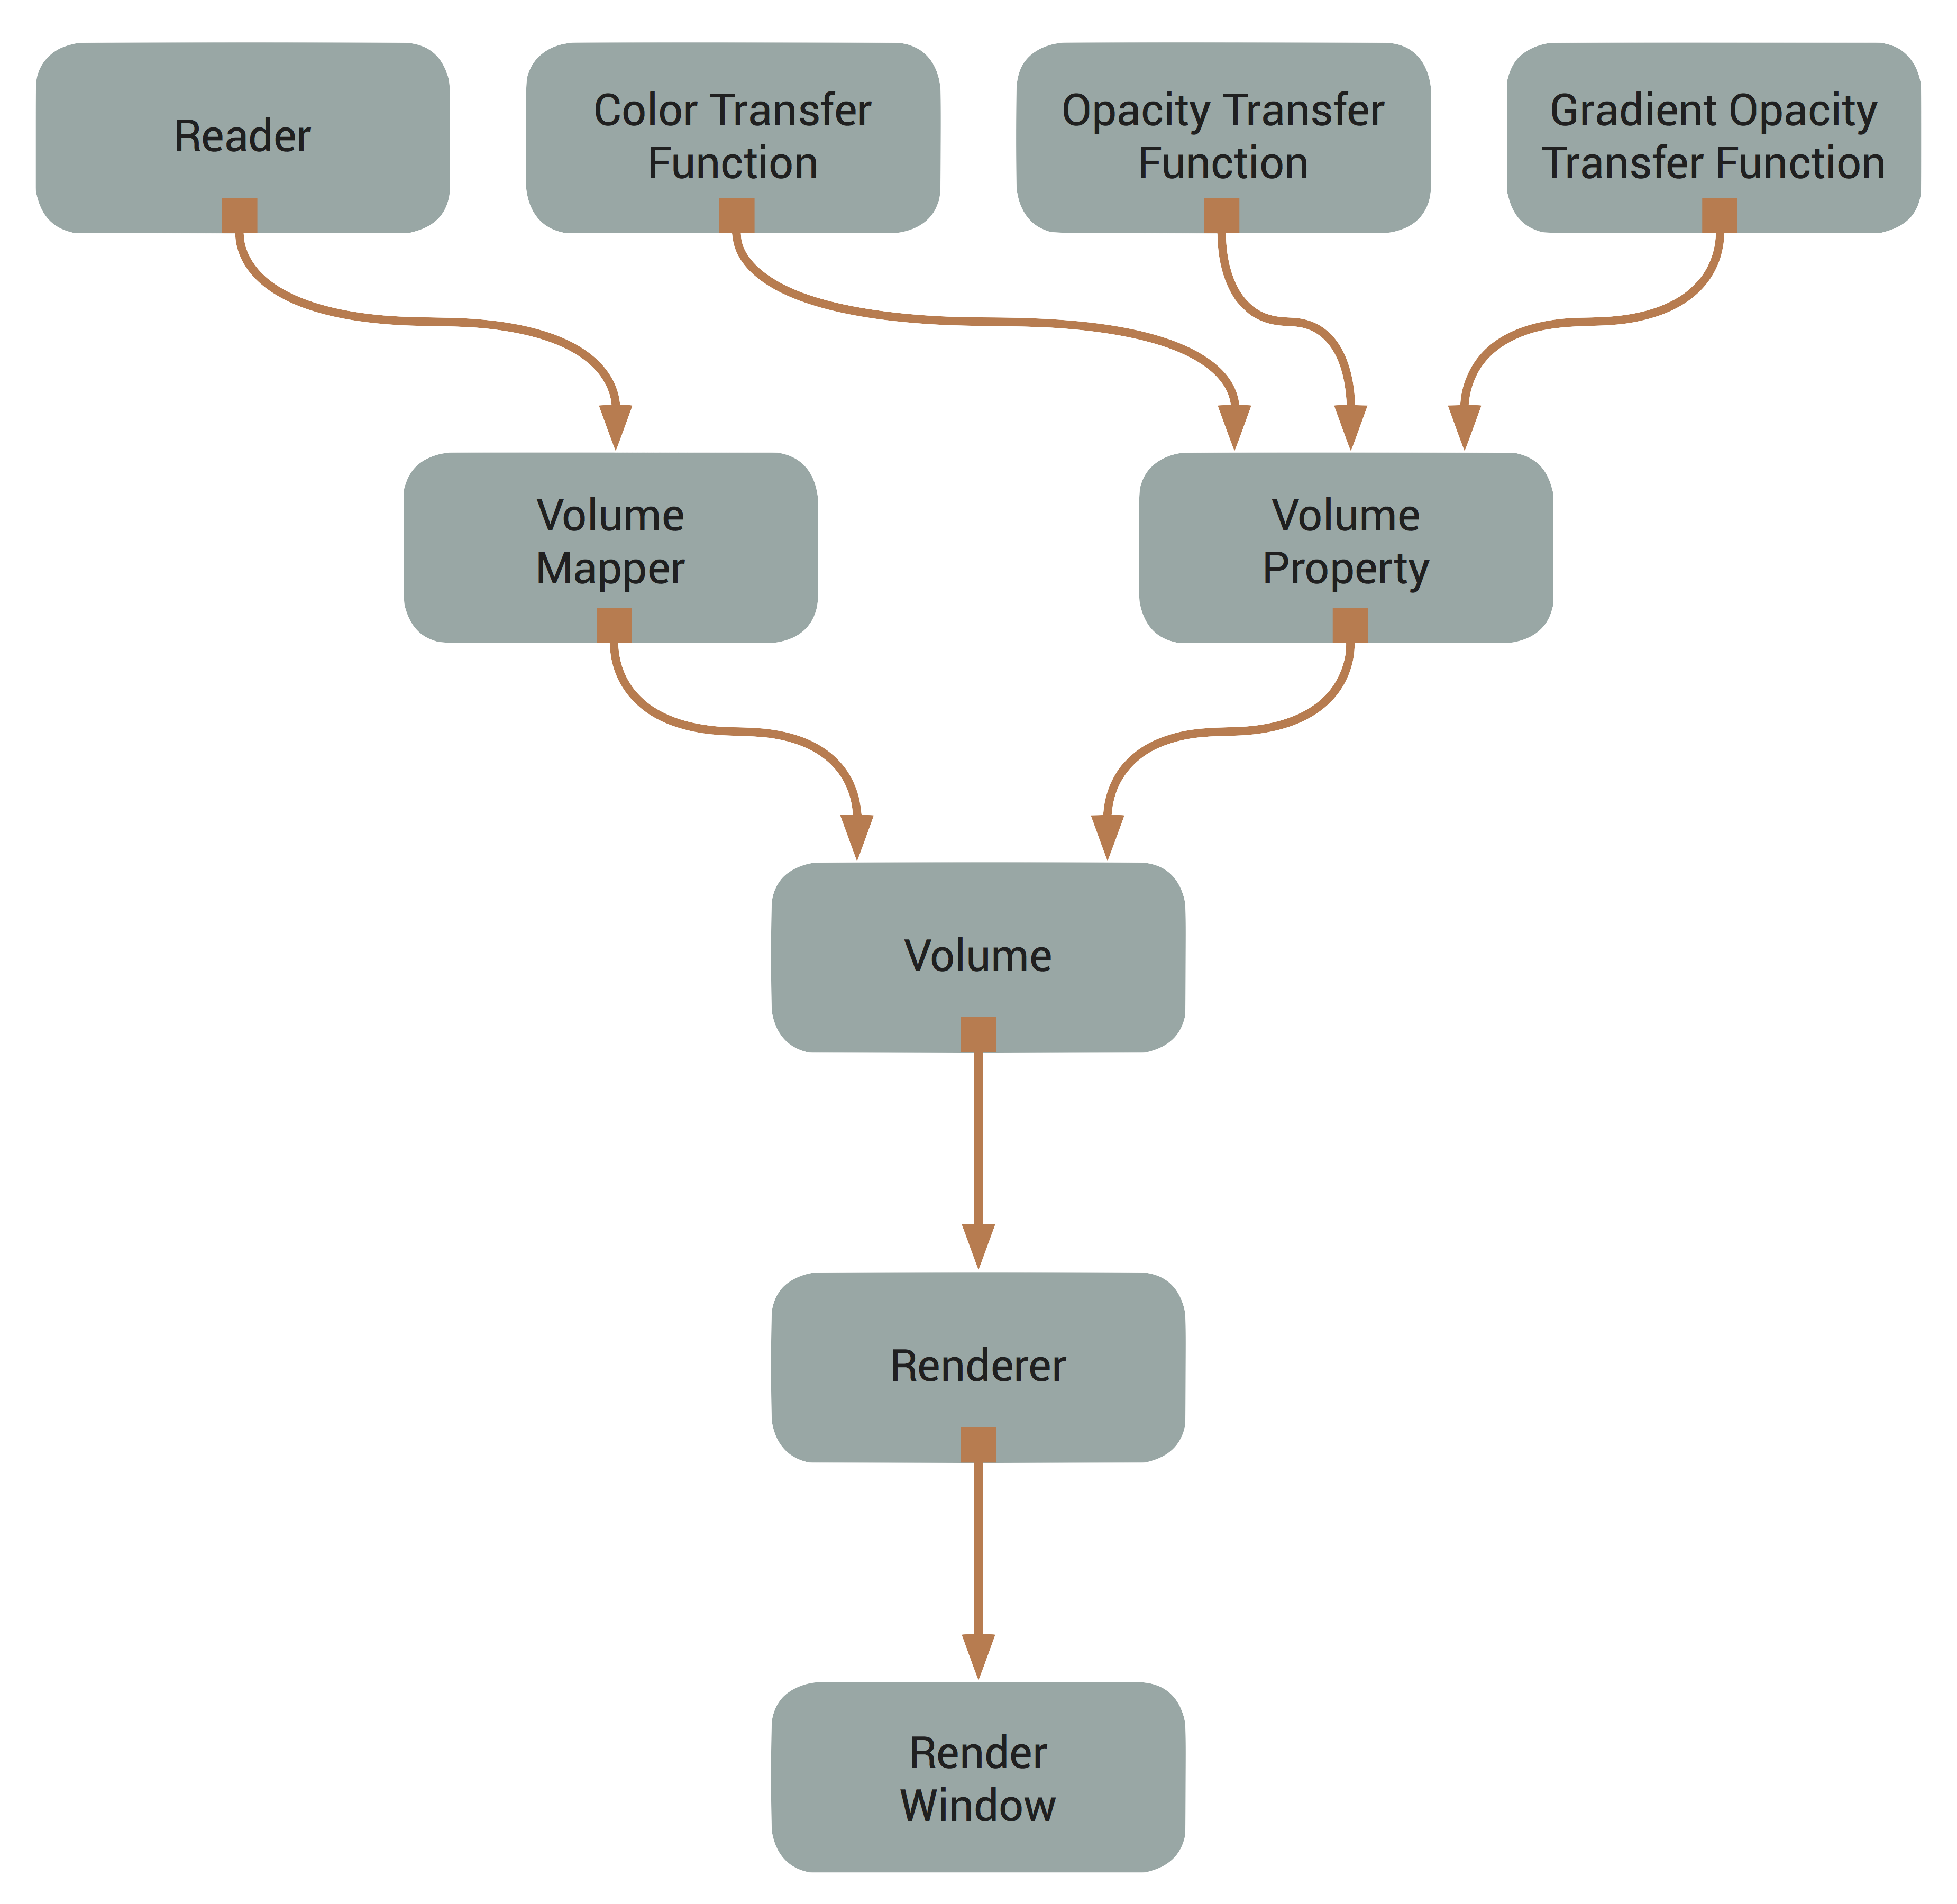 Reader
Color Transfer
Function
Opacity Transfer
Function
Gradient Opacity
Transfer Function
Volume
Mapper
Volume
Property
Volume
Renderer
Render
Window